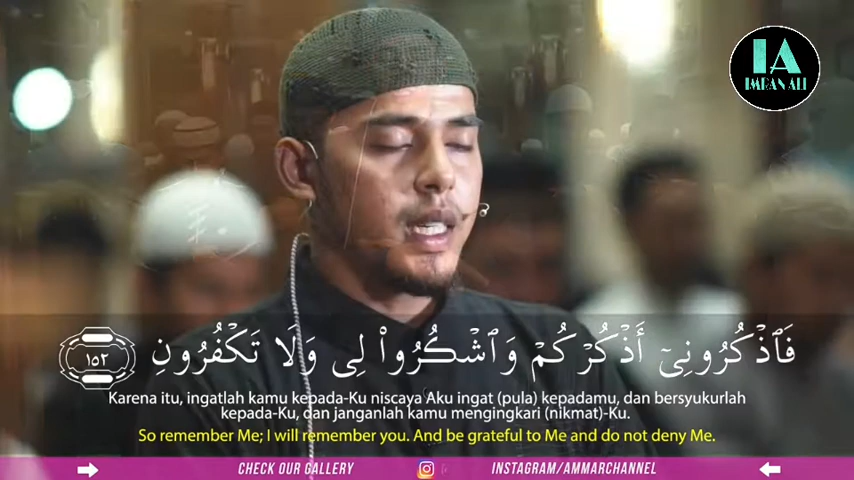 IA
IMRAN ALI
فَٱذْكُرُونِىٓ أَذْكُرْكُمْ وَٱشْكُرُوا۟ لِى وَلَا تَكْفُرُونِ ١٥٢
Karena itu, ingatlah kamu kepada-Ku niscaya Aku ingat (pula) kepadamu, dan bersyukurlah
kepada-Ku, dan janganlah kamu mengingkari (nikmat)-Ku.
So remember Me; I will remember you. And be grateful to Me and do not deny Me.
CHECK OUR GALLERY INSTAGRAM/AMMARCHANNEL